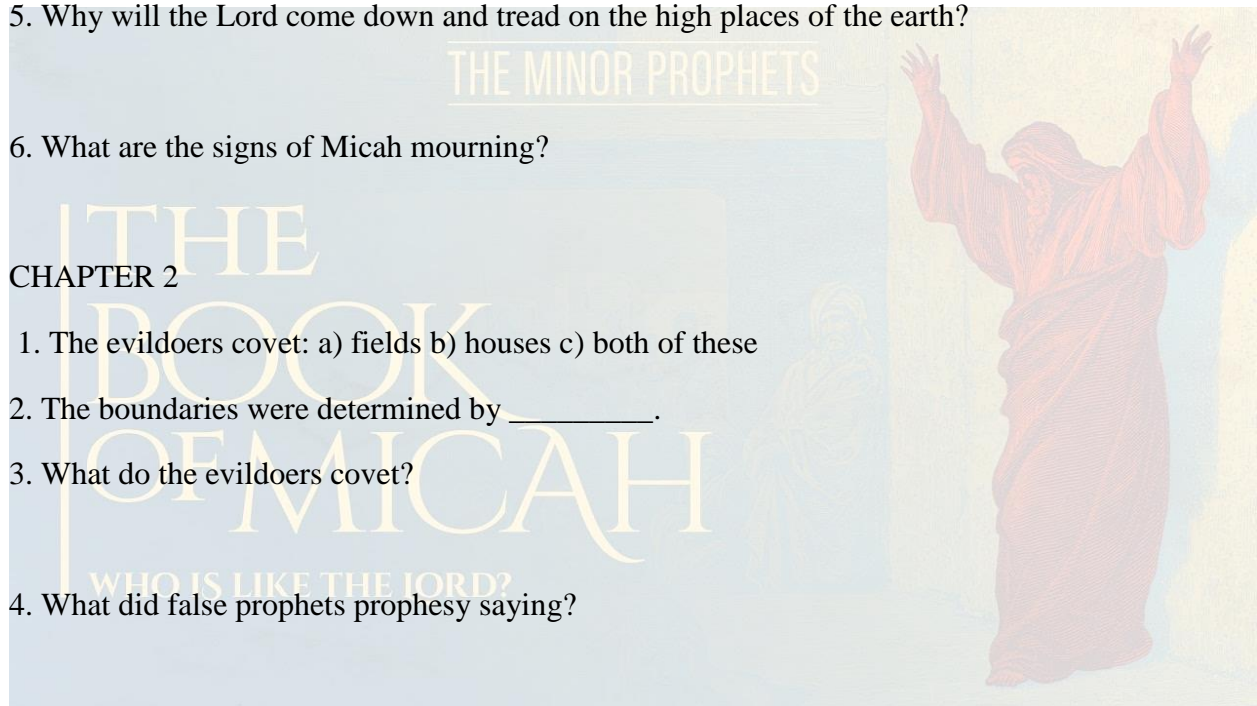 5. Why will the Lord come down and tread on the high places of the earth?
THE MINOR PROPHETS
6. What are the signs of Micah mourning?
THE
CHAPTER 2
BOOK
1. The evildoers covet: a) fields b) houses c) both of these
2. The boundaries were determined by _________.
OF MICAH
3. What do the evildoers covet?
WHO IS LIKE THE LORD?
4. What did false prophets prophesy saying?